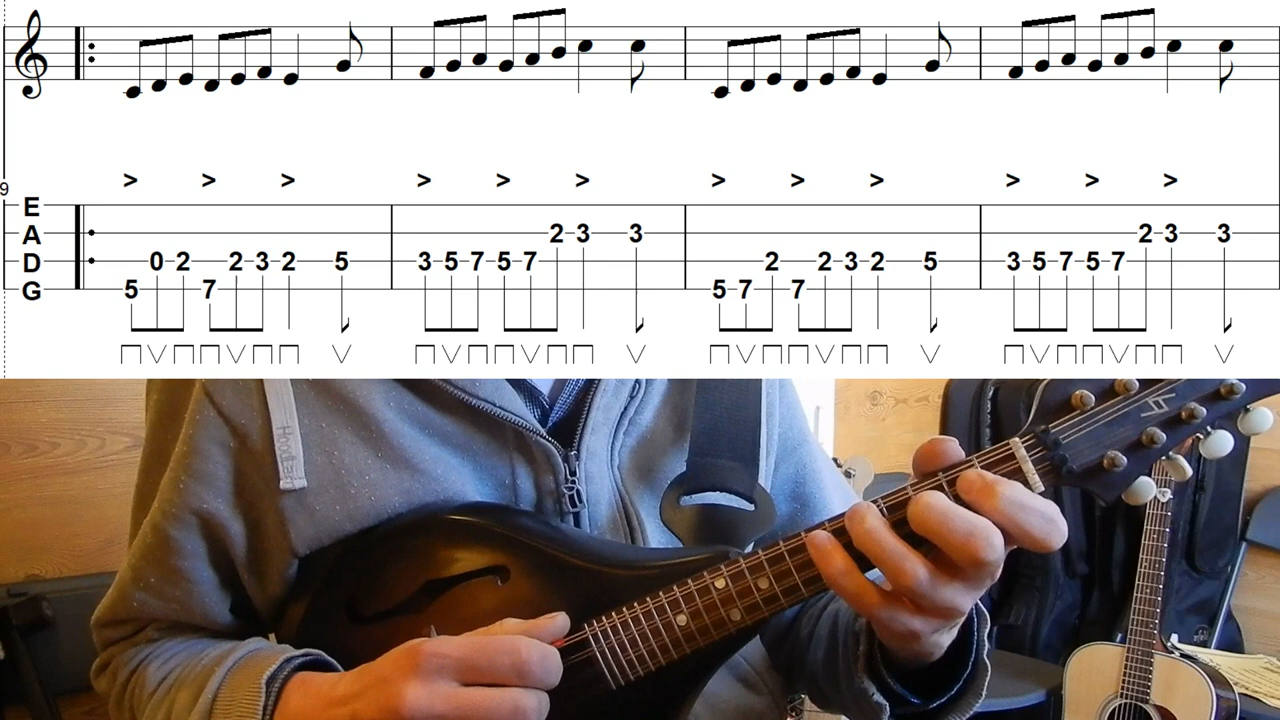 > > > > > > > > > > > >
9
E
A 2 3 3 2 3 3
D 0 2 2 3 2 5 3 5 7 5 7 2 2 3 2 5 3 5 7 5 7
G 5 7 5 7 7
Hoodla